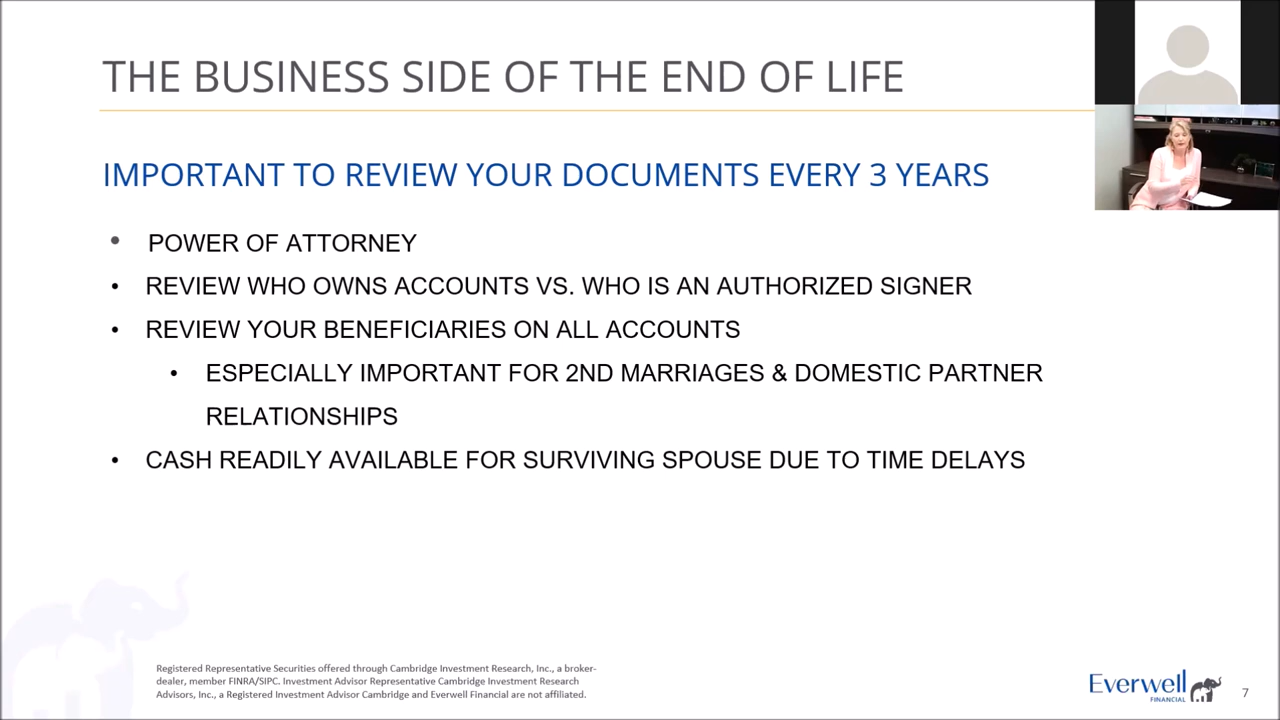 THE BUSINESS SIDE OF THE END OF LIFE
IMPORTANT TO REVIEW YOUR DOCUMENTS EVERY 3 YEARS
• POWER OF ATTORNEY
• REVIEW WHO OWNS ACCOUNTS VS. WHO IS AN AUTHORIZED SIGNER
• REVIEW YOUR BENEFICIARIES ON ALL ACCOUNTS
• ESPECIALLY IMPORTANT FOR 2ND MARRIAGES & DOMESTIC PARTNER
RELATIONSHIPS
• CASH READILY AVAILABLE FOR SURVIVING SPOUSE DUE TO TIME DELAYS
Registered Representative Securities offered through Cambridge Investment Research, Inc., a broker-
dealer, member FINRA/SIPC. Investment Advisor Representative Cambridge Investment Research
Advisors, Inc., a Registered Investment Advisor Cambridge and Everwell Financial are not affiliated.
Everwell
FINANCIAL
7